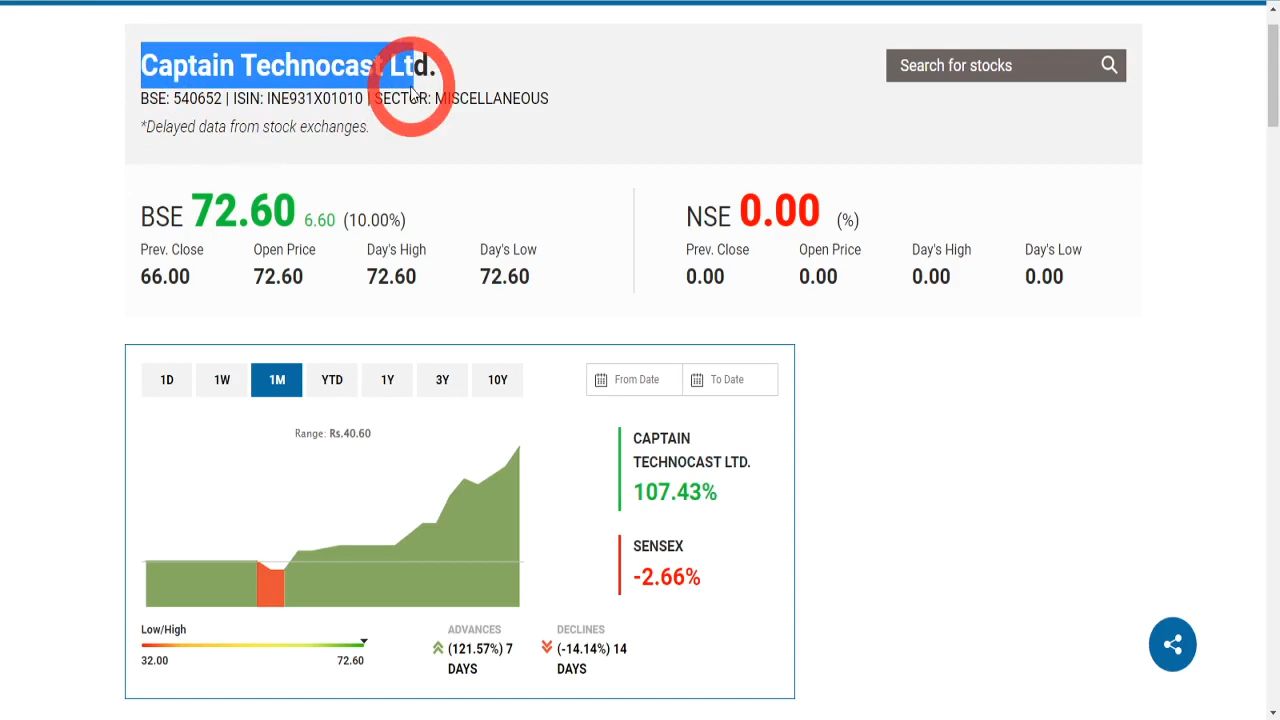 Captain Technocast Ltd.
BSE: 540652 | ISIN: INE931X01010 | SECTOR: MISCELLANEOUS
*Delayed data from stock exchanges.
Search for stocks
BSE 72.60 6.60 (10.00%)
Prev. Close Open Price Day's High Day's Low
66.00 72.60 72.60 72.60
NSE 0.00 (%)
Prev. Close Open Price Day's High Day's Low
0.00 0.00 0.00 0.00
1D 1W 1M YTD 1Y 3Y 10Y
From Date To Date
Range: Rs.40.60
CAPTAIN
TECHNOCAST LTD.
107.43%
SENSEX
-2.66%
Low/High
32.00 72.60
ADVANCES
(121.57%) 7
DAYS
DECLINES
(-14.14%) 14
DAYS